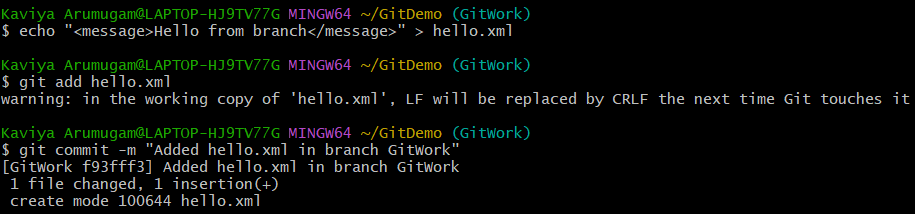 Kaviya Arumugam@LAPTOP-HJ9TV77G MINGW64 ~/GitDemo (GitWork)
$ echo "<message>Hello from branch</message>" > hello.xml
Kaviya Arumugam@LAPTOP-HJ9TV77G MINGW64 ~/GitDemo (GitWork)
$ git add hello.xml
warning: in the working copy of 'hello.xml', LF will be replaced by CRLF the next time Git touches it
Kaviya Arumugam@LAPTOP-HJ9TV77G MINGW64 ~/GitDemo (GitWork)
$ git commit -m "Added hello.xml in branch GitWork"
[GitWork f93fff3] Added hello.xml in branch GitWork
 1 file changed, 1 insertion(+)
 create mode 100644 hello.xml